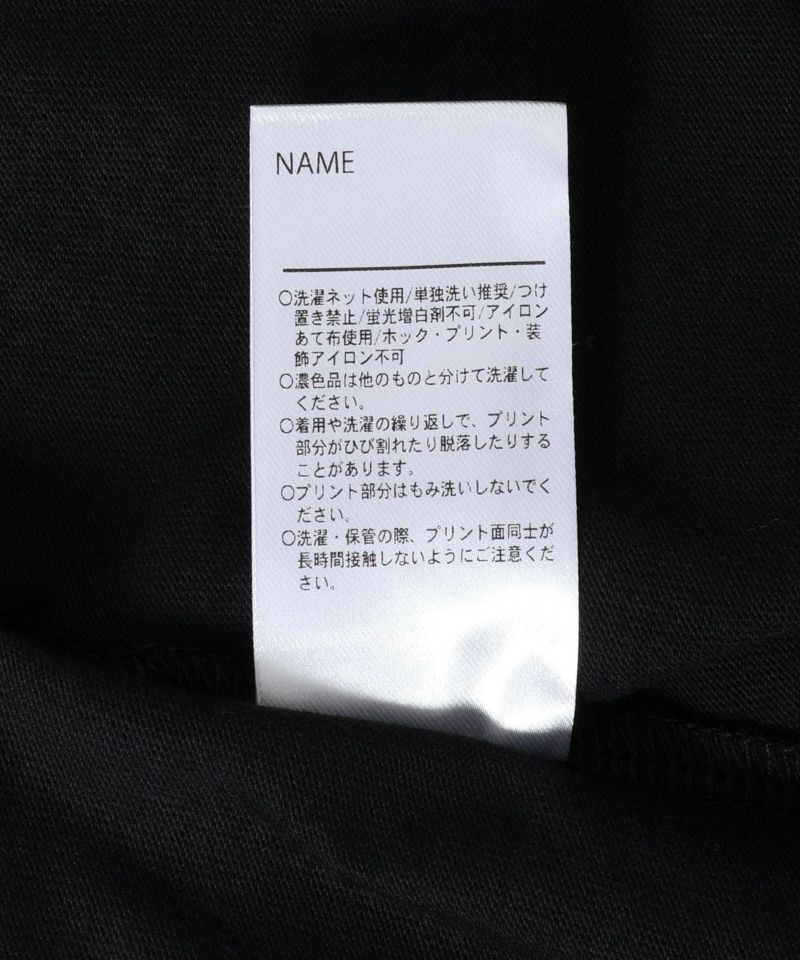 NAME
○洗濯ネット使用/単独洗い推奨/つけ
置き禁止/蛍光増白剤不可/アイロン
あて布使用/ホック・プリント・装
飾アイロン不可
○濃色品は他のものと分けて洗濯して
ください。
○着用や洗濯の繰り返しで、プリント
部分がひび割れたり脱落したりする
ことがあります。
○プリント部分はもみ洗いしないでく
ださい。
○洗濯・保管の際、プリント面同士が
長時間接触しないようにご注意くだ
さい。